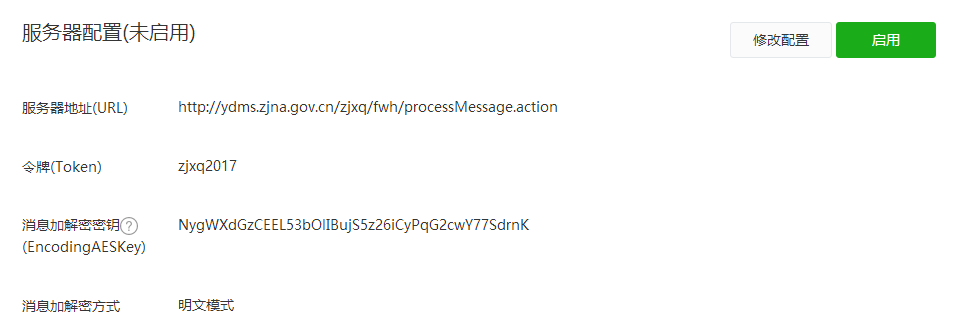 服务器配置(未启用)
修改配置
启用
服务器地址(URL)
http://ydms.zjna.gov.cn/zjxq/fwh/processMessage.action
令牌(Token)
zjxq2017
消息加解密密钥?
(EncodingAESKey)
NygWXdGzCEEL53bOlIBujS5z26iCyPqG2cwY77SdrnK
消息加解密方式
明文模式